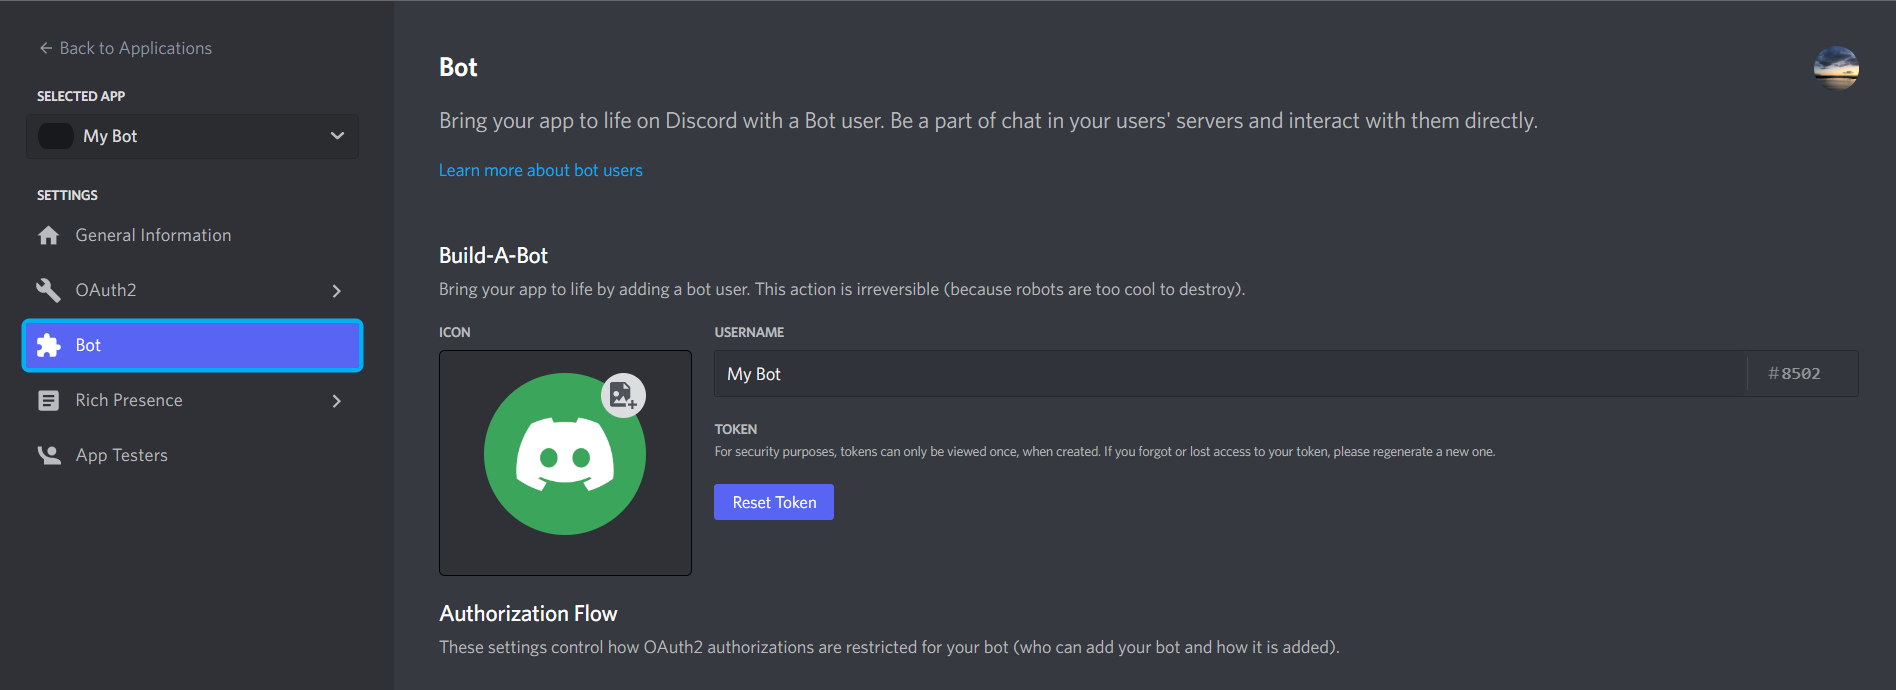 Back to Applications
SELECTED APP
My Bot
SETTINGS
General Information
OAuth2
Bot
Rich Presence
App Testers
Bot
Bring your app to life on Discord with a Bot user. Be a part of chat in your users' servers and interact with them directly.
Learn more about bot users
Build-A-Bot
Bring your app to life by adding a bot user. This action is irreversible (because robots are too cool to destroy).
ICON
USERNAME
My Bot
#8502
TOKEN
For security purposes, tokens can only be viewed once, when created. If you forgot or lost access to your token, please regenerate a new one.
Reset Token
Authorization Flow
These settings control how OAuth2 authorizations are restricted for your bot (who can add your bot and how it is added).